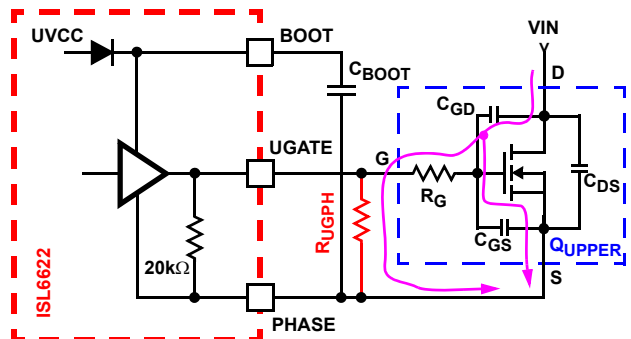 UVCC
BOOT
VIN
C_BOOT
D
C_GD
UGATE
G
R_G
C_DS
R_UGPH
C_GS
Q_UPPER
20kΩ
S
ISL6622
PHASE